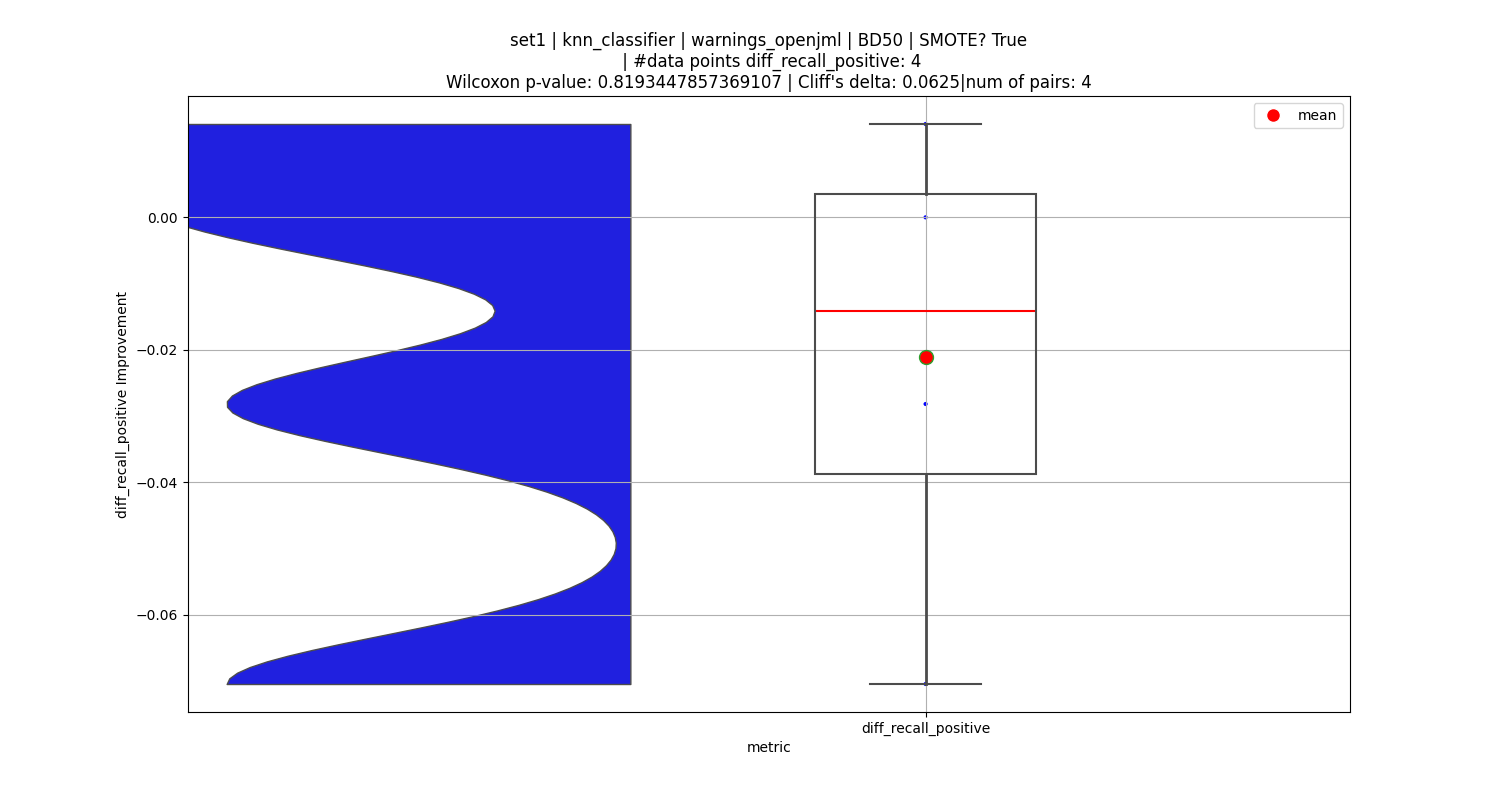 set1 | knn_classifier | warnings_openjml | BD50 | SMOTE? True
| #data points diff_recall_positive: 4
Wilcoxon p-value: 0.8193447857369107 | Cliff's delta: 0.0625|num of pairs: 4
mean
0.00
−0.02
−0.04
−0.06
diff_recall_positive Improvement
diff_recall_positive
metric